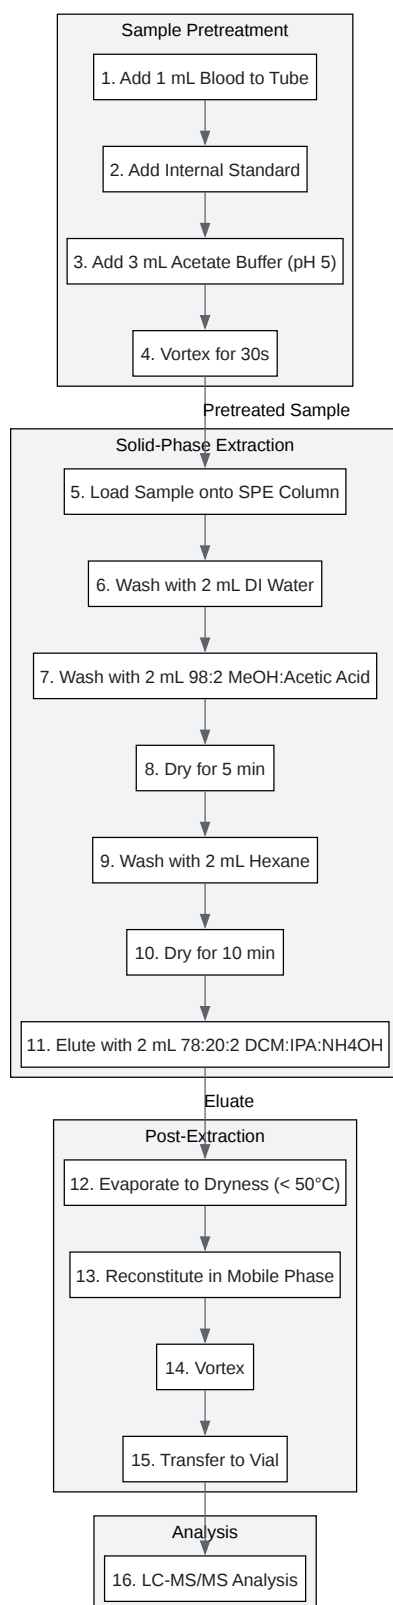 Sample Pretreatment
1. Add 1 mL Blood to Tube
2. Add Internal Standard
3. Add 3 mL Acetate Buffer (pH 5)
4. Vortex for 30s
Pretreated Sample
Solid-Phase Extraction
5. Load Sample onto SPE Column
6. Wash with 2 mL DI Water
7. Wash with 2 mL 98:2 MeOH:Acetic Acid
8. Dry for 5 min
9. Wash with 2 mL Hexane
10. Dry for 10 min
11. Elute with 2 mL 78:20:2 DCM:IPA:NH4OH
Eluate
Post-Extraction
12. Evaporate to Dryness (< 50°C)
13. Reconstitute in Mobile Phase
14. Vortex
15. Transfer to Vial
Analysis
16. LC-MS/MS Analysis